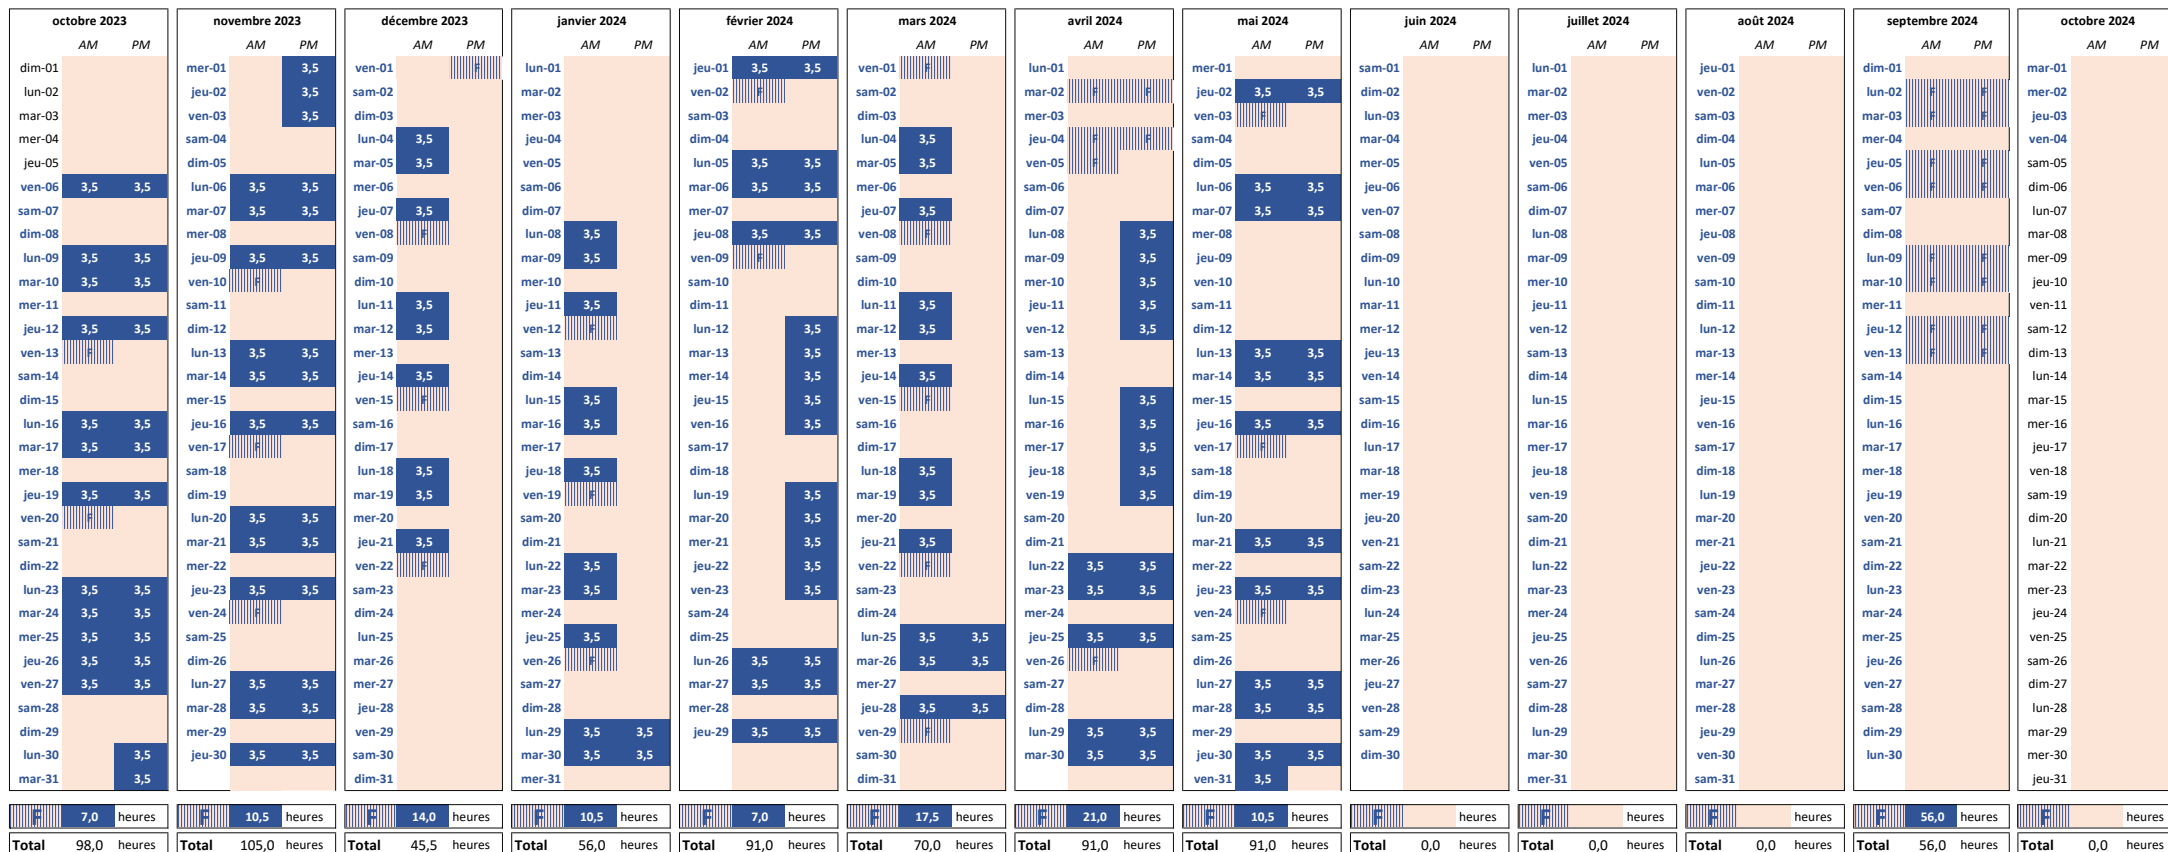 octobre 2023 novembre 2023 décembre 2023 janvier 2024 février 2024 mars 2024 avril 2024 mai 2024 juin 2024 juillet 2024 août 2024 septembre 2024 octobre 2024
AM PM AM PM AM PM AM PM AM PM AM PM AM PM AM PM AM PM AM PM AM PM AM PM AM PM
dim-01 mer-01 3,5 ven-01 F lun-01 jeu-01 3,5 3,5 ven-01 F lun-01 mer-01 sam-01 lun-01 jeu-01 dim-01 mar-01
lun-02 jeu-02 3,5 sam-02 mar-02 ven-02 F sam-02 mar-02 F F jeu-02 3,5 3,5 dim-02 mar-02 ven-02 lun-02 F F mer-02
mar-03 ven-03 3,5 dim-03 mer-03 sam-03 dim-03 mer-03 ven-03 F lun-03 mer-03 sam-03 mar-03 F F jeu-03
mer-04 sam-04 lun-04 3,5 jeu-04 dim-04 lun-04 3,5 jeu-04 F F sam-04 mar-04 jeu-04 dim-04 mer-04 ven-04
jeu-05 dim-05 mar-05 3,5 ven-05 lun-05 3,5 3,5 mar-05 3,5 ven-05 F dim-05 mer-05 ven-05 lun-05 jeu-05 F F sam-05
ven-06 3,5 3,5 lun-06 3,5 3,5 mer-06 sam-06 mar-06 3,5 3,5 mer-06 sam-06 lun-06 3,5 3,5 jeu-06 sam-06 mar-06 ven-06 F F dim-06
sam-07 mar-07 3,5 3,5 jeu-07 3,5 dim-07 mer-07 jeu-07 3,5 dim-07 mar-07 3,5 3,5 ven-07 dim-07 mer-07 sam-07 lun-07
dim-08 mer-08 ven-08 F lun-08 3,5 jeu-08 3,5 3,5 ven-08 F lun-08 3,5 mer-08 sam-08 lun-08 jeu-08 dim-08 mar-08
lun-09 3,5 3,5 jeu-09 3,5 3,5 sam-09 mar-09 3,5 ven-09 F sam-09 mar-09 3,5 jeu-09 dim-09 mar-09 ven-09 lun-09 F F mer-09
mar-10 3,5 3,5 ven-10 F dim-10 mer-10 sam-10 dim-10 mer-10 3,5 ven-10 lun-10 mer-10 sam-10 mar-10 F F jeu-10
mer-11 sam-11 lun-11 3,5 jeu-11 3,5 dim-11 lun-11 3,5 jeu-11 3,5 sam-11 mar-11 jeu-11 dim-11 mer-11 ven-11
jeu-12 3,5 3,5 dim-12 mar-12 3,5 ven-12 F lun-12 3,5 mar-12 3,5 ven-12 3,5 dim-12 mer-12 ven-12 lun-12 jeu-12 F F sam-12
ven-13 F lun-13 3,5 3,5 mer-13 sam-13 mar-13 3,5 mer-13 sam-13 lun-13 3,5 3,5 jeu-13 sam-13 mar-13 ven-13 F F dim-13
sam-14 mar-14 3,5 3,5 jeu-14 3,5 dim-14 mer-14 3,5 jeu-14 3,5 dim-14 mar-14 3,5 3,5 ven-14 dim-14 mer-14 sam-14 lun-14
dim-15 mer-15 ven-15 F lun-15 3,5 jeu-15 3,5 ven-15 F lun-15 3,5 mer-15 sam-15 lun-15 jeu-15 dim-15 mar-15
lun-16 3,5 3,5 jeu-16 3,5 3,5 sam-16 mar-16 3,5 ven-16 3,5 sam-16 mar-16 3,5 jeu-16 3,5 3,5 dim-16 mar-16 ven-16 lun-16 mer-16
mar-17 3,5 3,5 ven-17 F dim-17 mer-17 sam-17 dim-17 mer-17 3,5 ven-17 F lun-17 mer-17 sam-17 mar-17 jeu-17
mer-18 sam-18 lun-18 3,5 jeu-18 3,5 dim-18 lun-18 3,5 jeu-18 3,5 sam-18 mar-18 jeu-18 dim-18 mer-18 ven-18
jeu-19 3,5 3,5 dim-19 mar-19 3,5 ven-19 F lun-19 3,5 mar-19 3,5 ven-19 3,5 dim-19 mer-19 ven-19 lun-19 jeu-19 sam-19
ven-20 F lun-20 3,5 3,5 mer-20 sam-20 mar-20 3,5 mer-20 sam-20 lun-20 jeu-20 sam-20 mar-20 ven-20 dim-20
sam-21 mar-21 3,5 3,5 jeu-21 3,5 dim-21 mer-21 3,5 jeu-21 3,5 dim-21 mar-21 3,5 3,5 ven-21 dim-21 mer-21 sam-21 lun-21
dim-22 mer-22 ven-22 F lun-22 3,5 jeu-22 3,5 ven-22 F lun-22 3,5 3,5 mer-22 sam-22 lun-22 jeu-22 dim-22 mar-22
lun-23 3,5 3,5 jeu-23 3,5 3,5 sam-23 mar-23 3,5 ven-23 3,5 sam-23 mar-23 3,5 3,5 jeu-23 3,5 3,5 dim-23 mar-23 ven-23 lun-23 mer-23
mar-24 3,5 3,5 ven-24 F dim-24 mer-24 sam-24 dim-24 mer-24 ven-24 F lun-24 mer-24 sam-24 mar-24 jeu-24
mer-25 3,5 3,5 sam-25 lun-25 jeu-25 3,5 dim-25 lun-25 3,5 3,5 jeu-25 3,5 3,5 sam-25 mar-25 jeu-25 dim-25 mer-25 ven-25
jeu-26 3,5 3,5 dim-26 mar-26 ven-26 F lun-26 3,5 3,5 mar-26 3,5 3,5 ven-26 F dim-26 mer-26 ven-26 lun-26 jeu-26 sam-26
ven-27 3,5 3,5 lun-27 3,5 3,5 mer-27 sam-27 mar-27 3,5 3,5 mer-27 sam-27 lun-27 3,5 3,5 jeu-27 sam-27 mar-27 ven-27 dim-27
sam-28 mar-28 3,5 3,5 jeu-28 dim-28 mer-28 jeu-28 3,5 3,5 dim-28 mar-28 3,5 3,5 ven-28 dim-28 mer-28 sam-28 lun-28
dim-29 mer-29 ven-29 lun-29 3,5 3,5 jeu-29 3,5 3,5 ven-29 F lun-29 3,5 3,5 mer-29 sam-29 lun-29 jeu-29 dim-29 mar-29
lun-30 3,5 jeu-30 3,5 3,5 sam-30 mar-30 3,5 3,5 sam-30 mar-30 3,5 3,5 jeu-30 3,5 3,5 dim-30 mar-30 ven-30 lun-30 mer-30
mar-31 3,5 dim-31 mer-31 dim-31 ven-31 3,5 mer-31 sam-31 jeu-31
F 7,0 heures F 10,5 heures F 14,0 heures F 10,5 heures F 7,0 heures F 17,5 heures F 21,0 heures F 10,5 heures F heures F heures F heures F 56,0 heures F heures
Total 98,0 heures Total 105,0 heures Total 45,5 heures Total 56,0 heures Total 91,0 heures Total 70,0 heures Total 91,0 heures Total 91,0 heures Total 0,0 heures Total 0,0 heures Total 0,0 heures Total 56,0 heures Total 0,0 heures